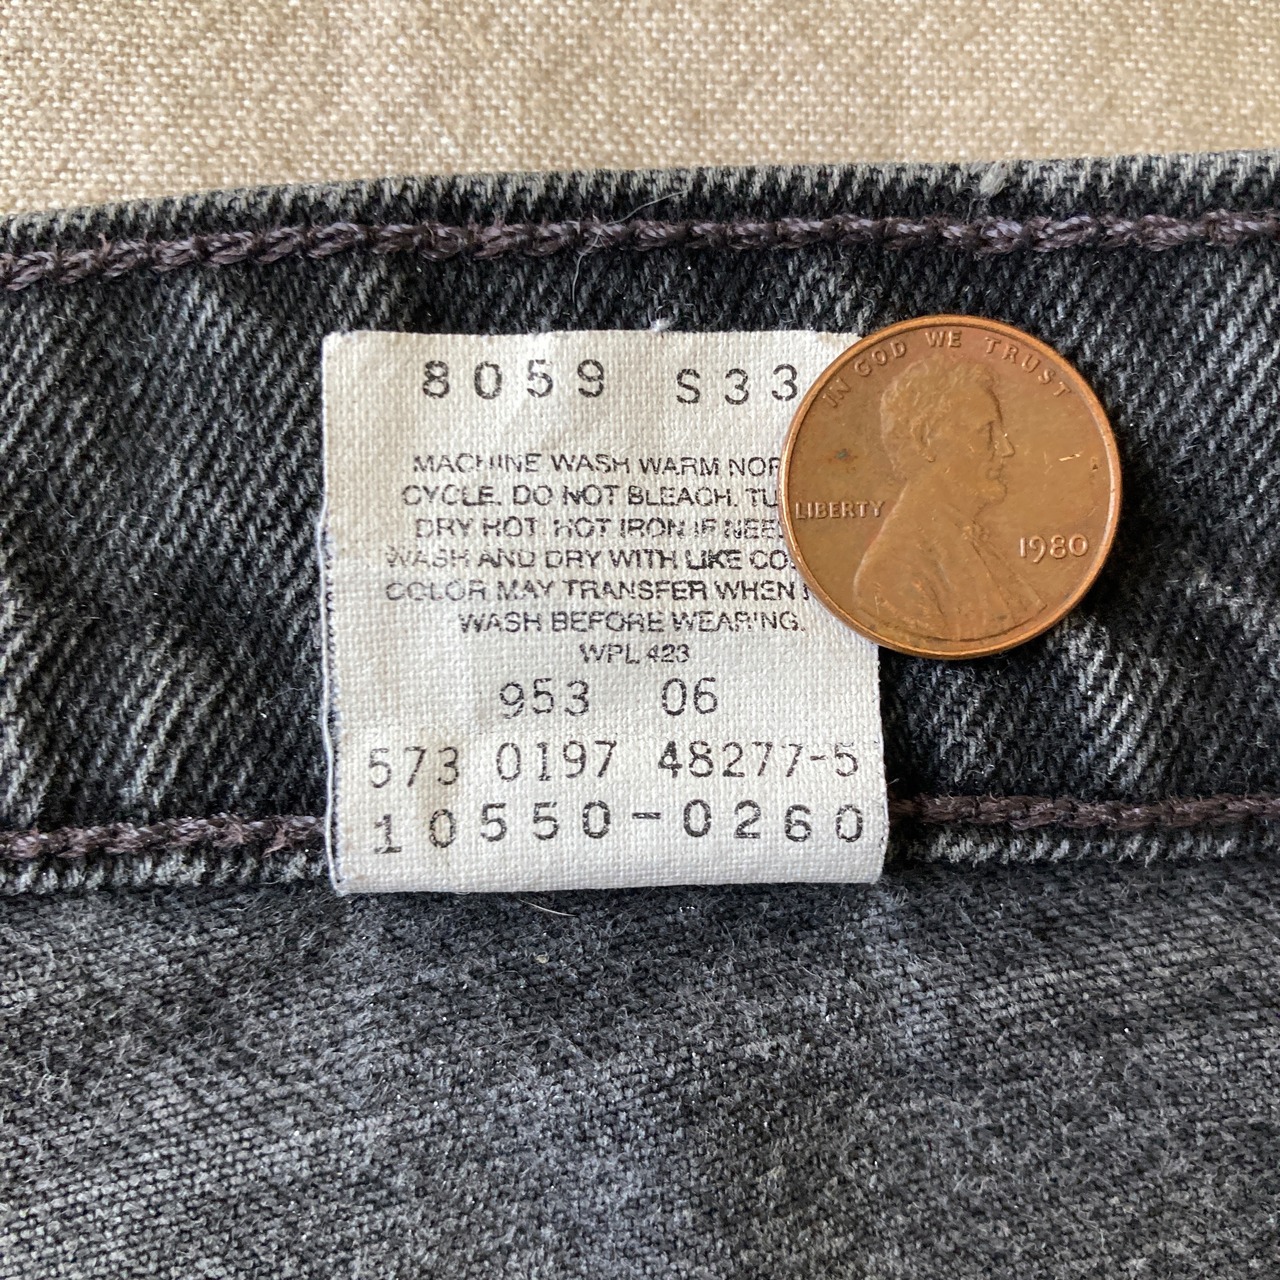 8059 S33
MACHINE WASH WARM NOR
CYCLE. DO NOT BLEACH. TU
DRY HOT. HOT IRON IF NEE
WASH AND DRY WITH LIKE CO
COLOR MAY TRANSFER WHEN
WASH BEFORE WEARING.
WPL 423
953 06
573 0197 48277-5
10550-0260
IN GOD WE TRUST
LIBERTY
1980